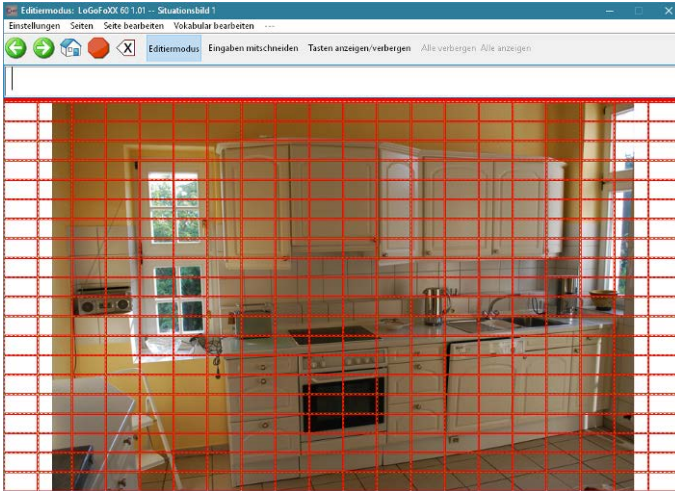 Editiermodus: LoGoFoXX 60 1.01 -- Situationsbild 1
Einstellungen Seiten Seite bearbeiten Vokabular bearbeiten ---
X Editiermodus Eingaben mitschneiden Tasten anzeigen/verbergen Alle verbergen Alle anzeigen